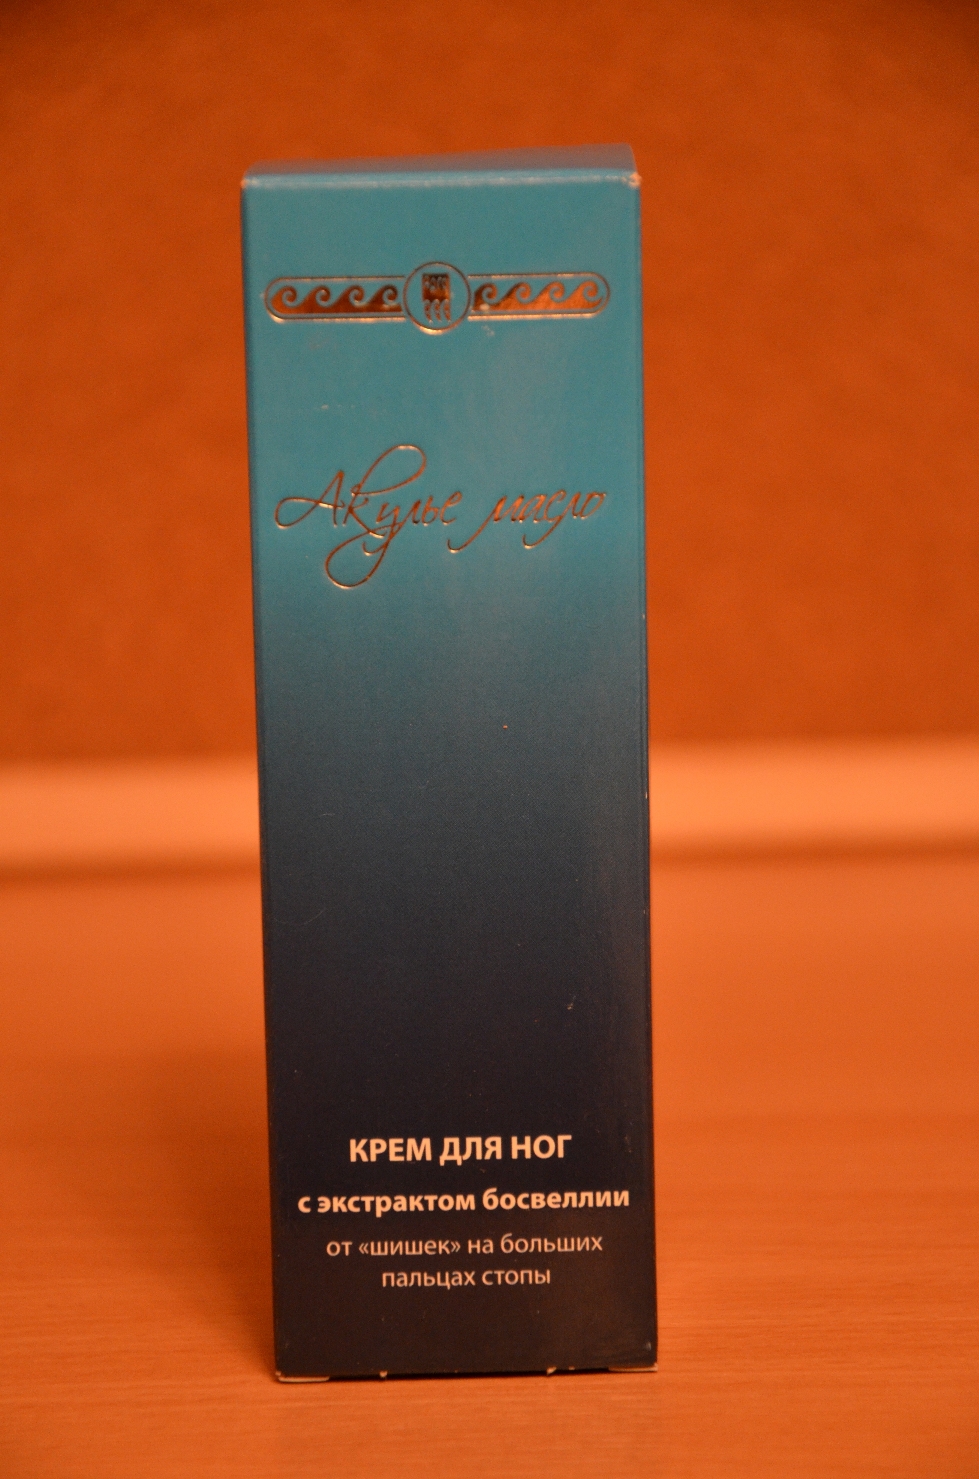 Акулье масло
КРЕМ ДЛЯ НОГ
с экстрактом босвеллии
от «шишек» на больших
пальцах стопы